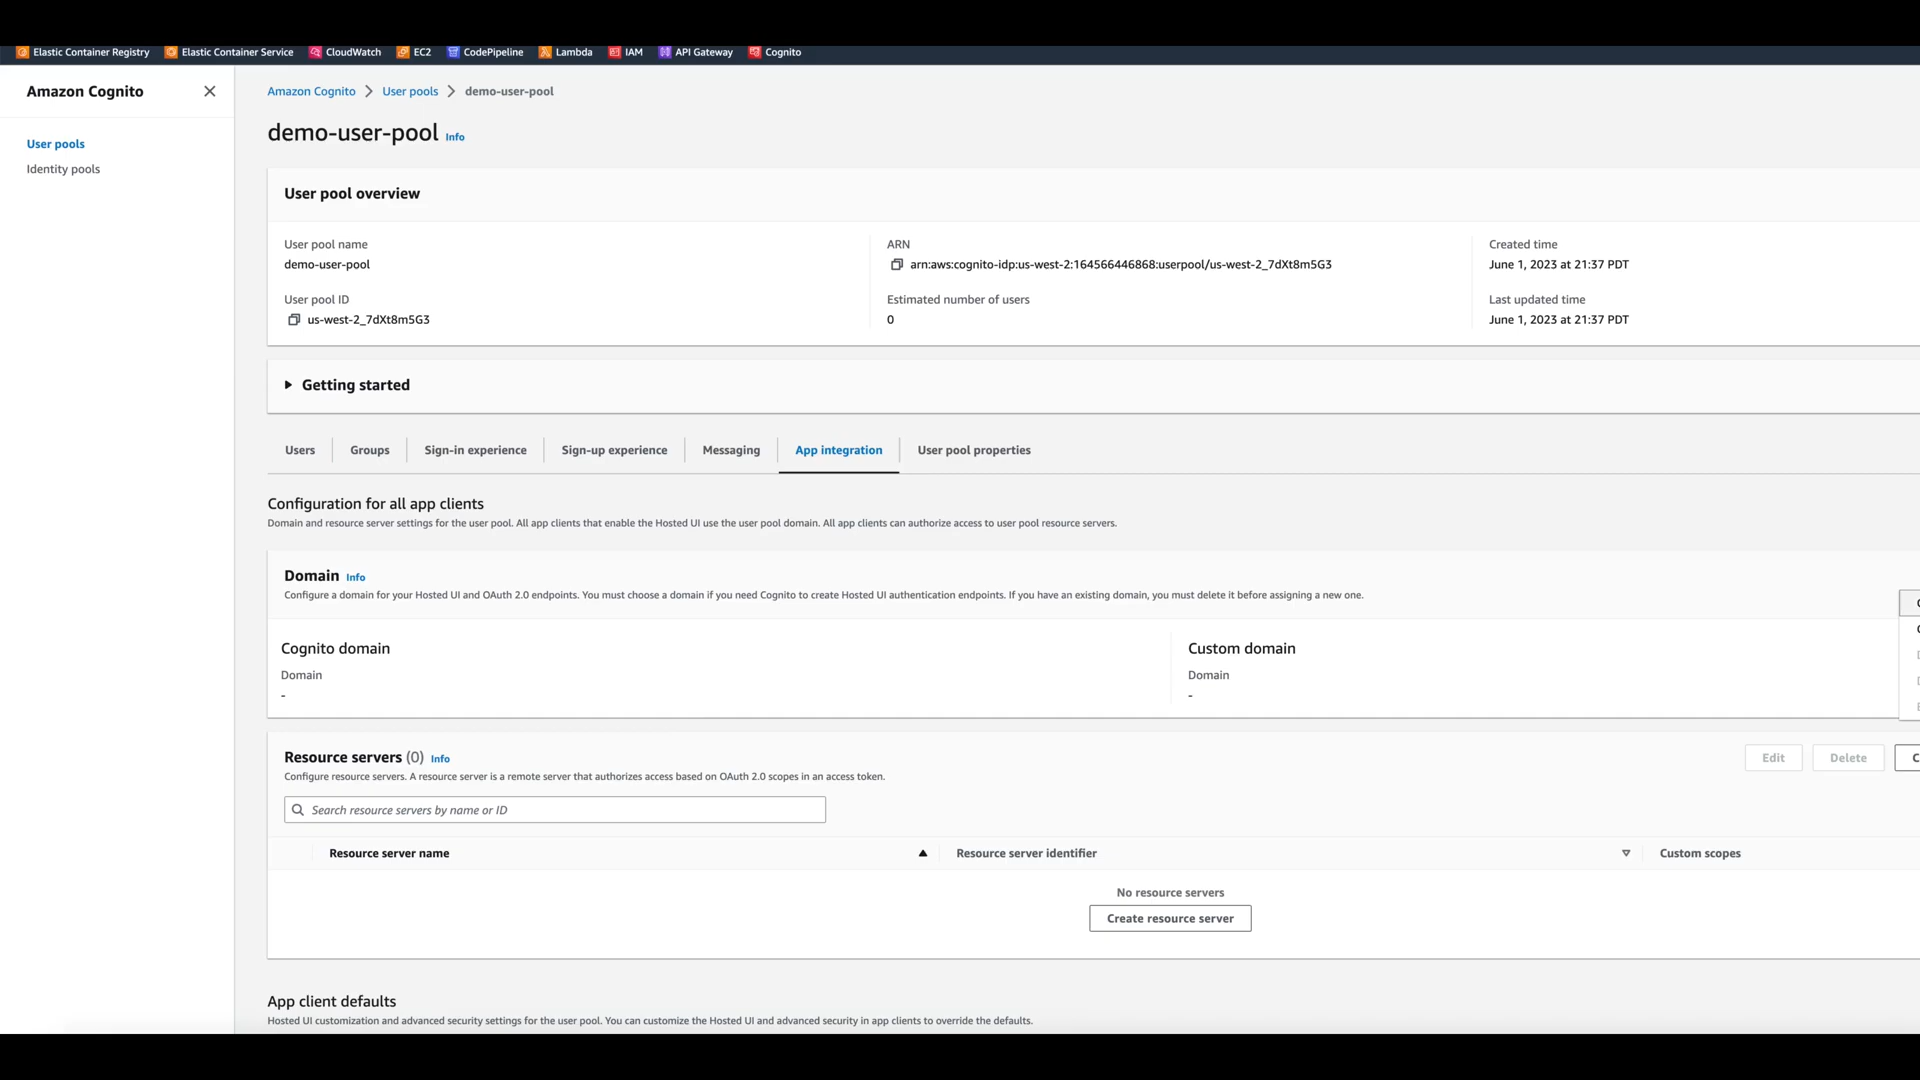 Elastic Container Registry Elastic Container Service CloudWatch EC2 CodePipeline Lambda IAM API Gateway Cognito
Amazon Cognito
User pools
Identity pools
Amazon Cognito > User pools > demo-user-pool
demo-user-pool Info
User pool overview
User pool name
demo-user-pool
User pool ID
us-west-2_7dXt8m5G3
ARN
arn:aws:cognito-idp:us-west-2:164566446868:userpool/us-west-2_7dXt8m5G3
Estimated number of users
0
Created time
June 1, 2023 at 21:37 PDT
Last updated time
June 1, 2023 at 21:37 PDT
Getting started
Users Groups Sign-in experience Sign-up experience Messaging App integration User pool properties
Configuration for all app clients
Domain and resource server settings for the user pool. All app clients that enable the Hosted UI use the user pool domain. All app clients can authorize access to user pool resource servers.
Domain Info
Configure a domain for your Hosted UI and OAuth 2.0 endpoints. You must choose a domain if you need Cognito to create Hosted UI authentication endpoints. If you have an existing domain, you must delete it before assigning a new one.
Cognito domain
Domain
-
Custom domain
Domain
-
Resource servers (0) Info
Configure resource servers. A resource server is a remote server that authorizes access based on OAuth 2.0 scopes in an access token.
Edit Delete
Search resource servers by name or ID
Resource server name Resource server identifier Custom scopes
No resource servers
Create resource server
App client defaults
Hosted UI customization and advanced security settings for the user pool. You can customize the Hosted UI and advanced security in app clients to override the defaults.